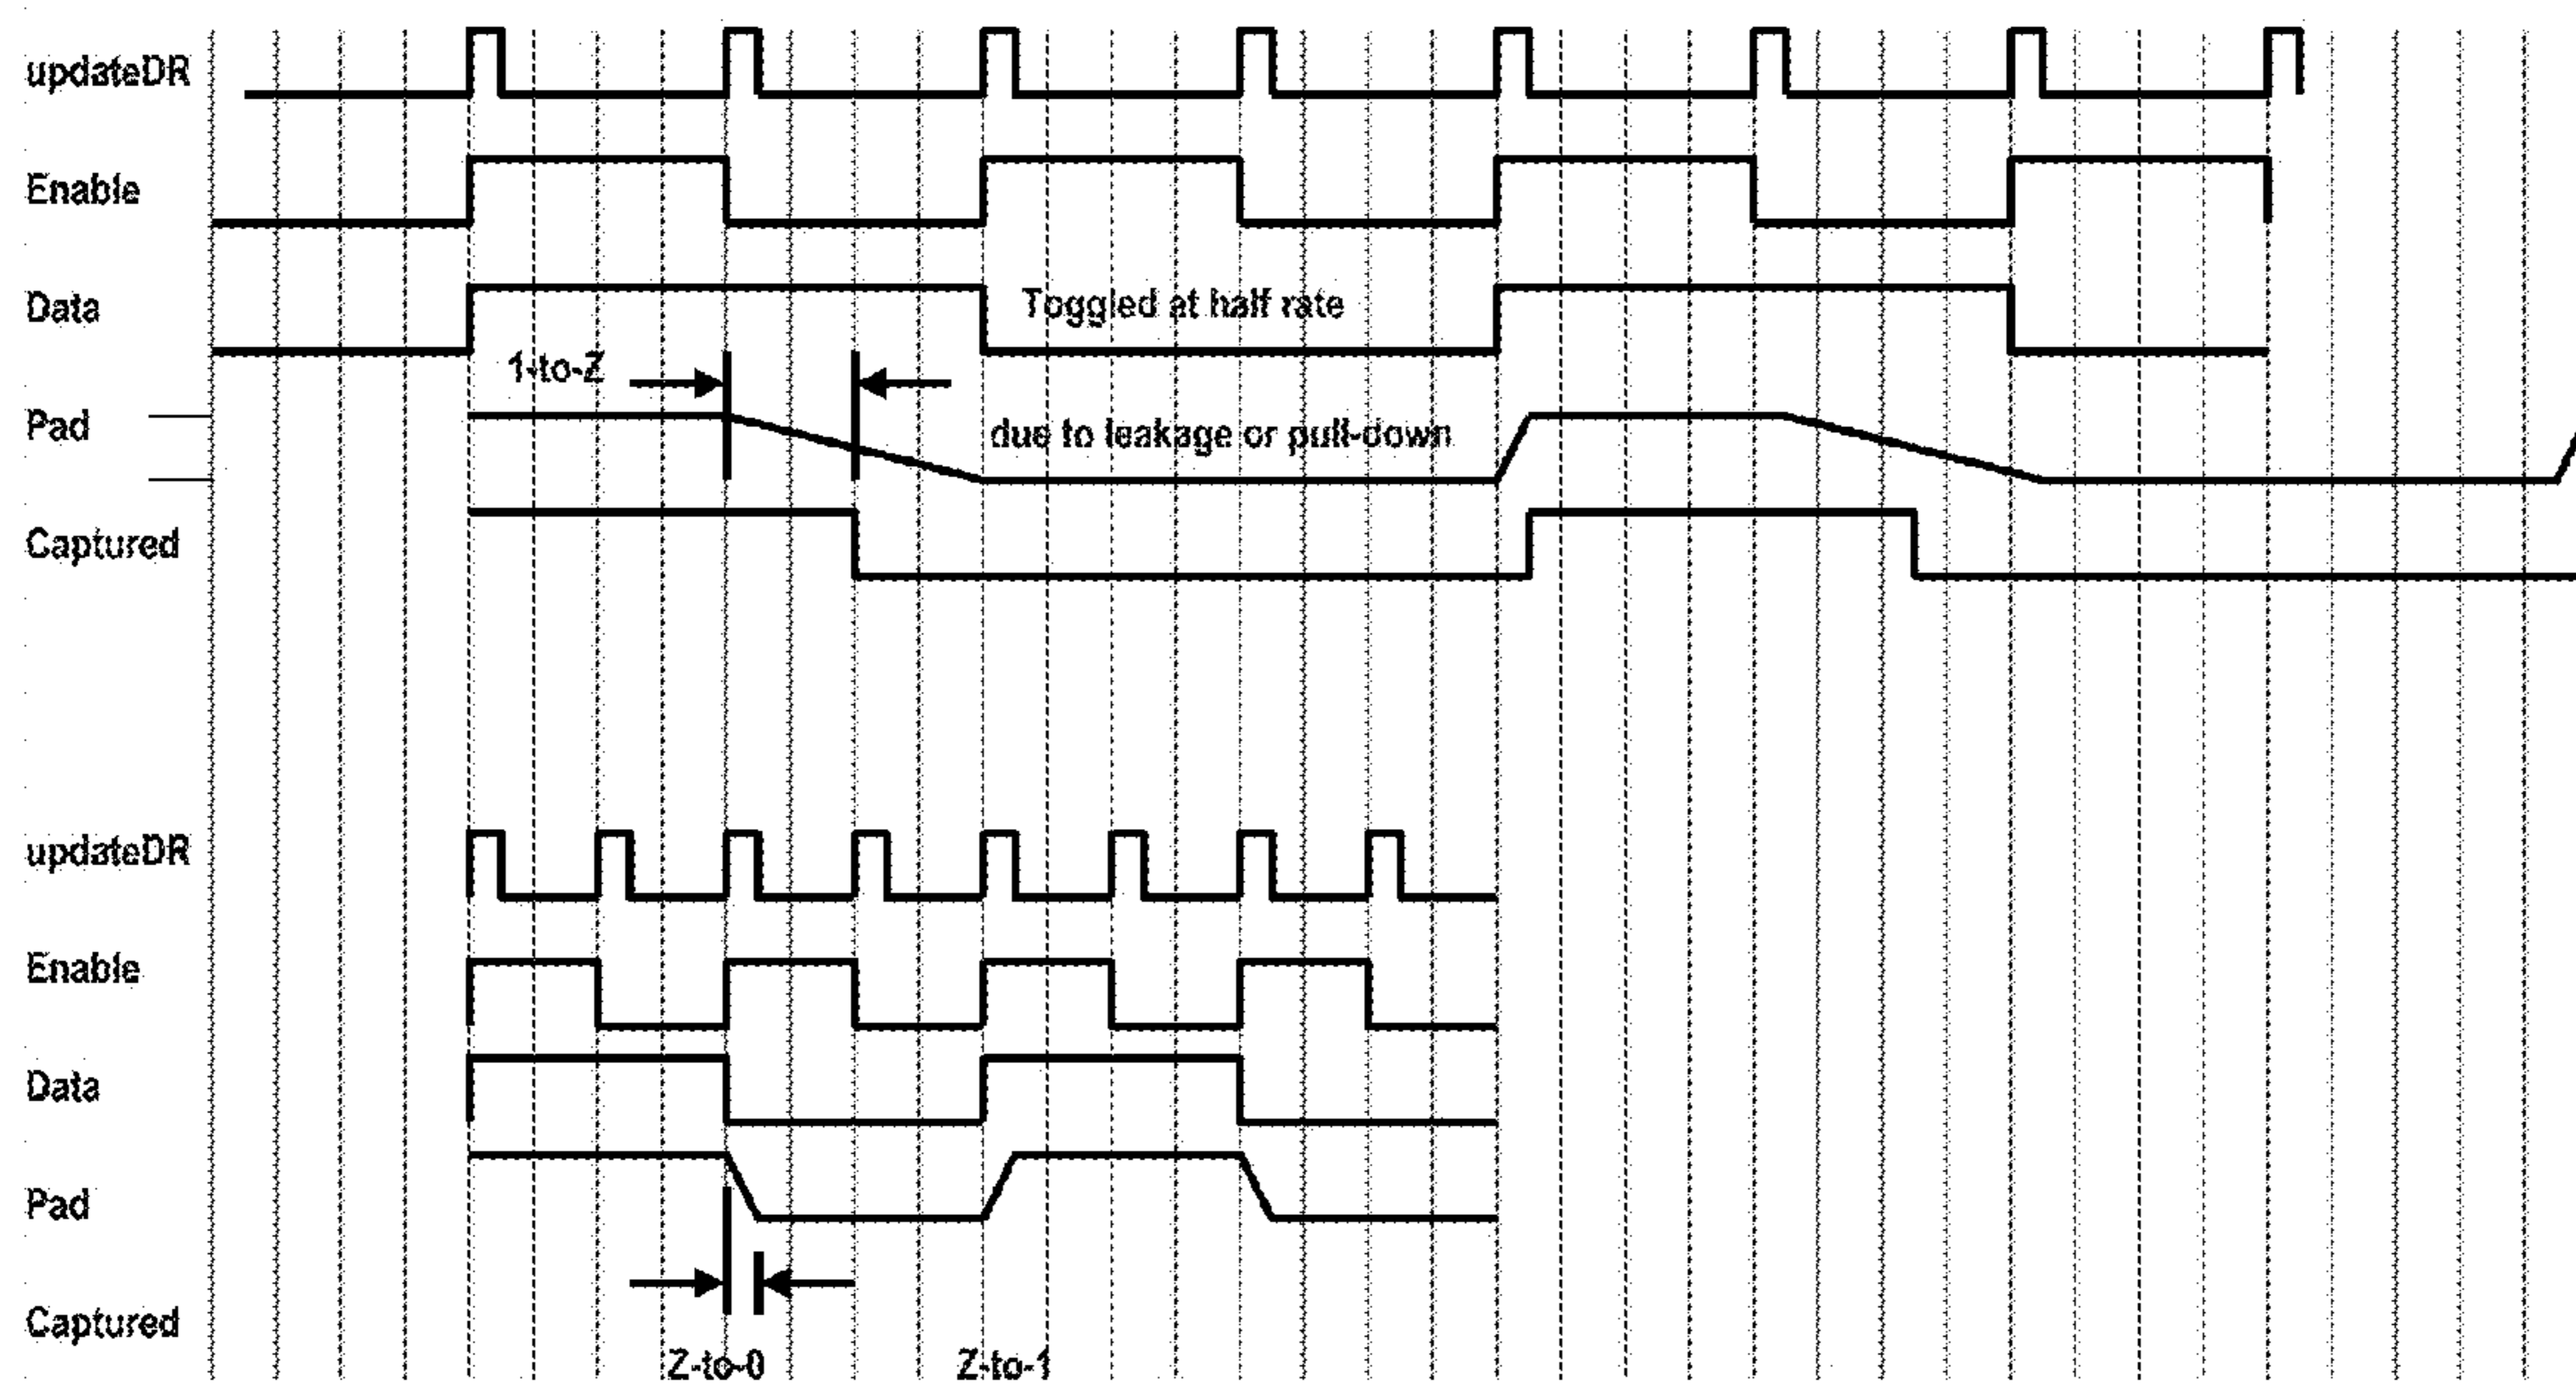 updateDR
Enable
Data
Toggled at half rate
1-to-Z
Pad
due to leakage or pull-down
Captured
updateDR
Enable
Data
Pad
Captured
Z-to-0
Z-to-1